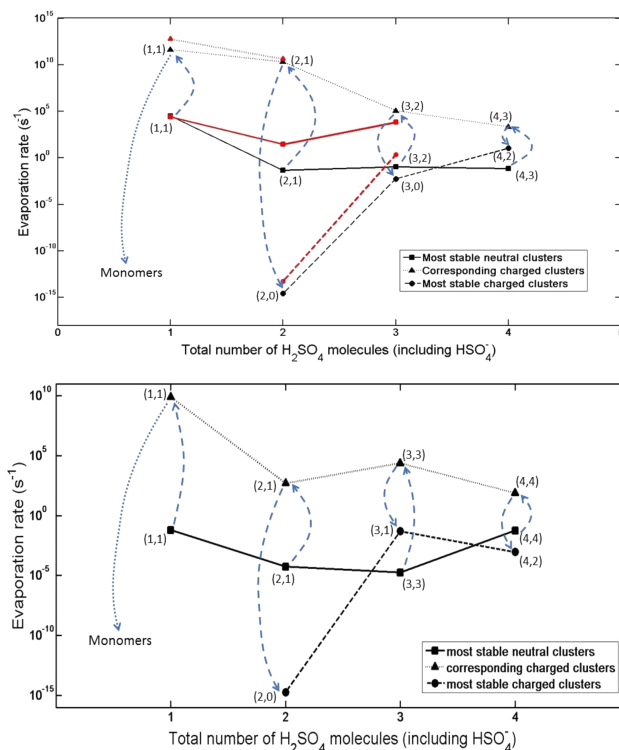 10^15
10^10
10^5
10^0
10^-5
10^-10
10^-15
Evaporation rate (s^-1)
(1,1)
(2,1)
(3,2)
(4,3)
(1,1)
(2,1)
(3,2)
(3,0)
(4,2)
(4,3)
Monomers
(2,0)
Most stable neutral clusters
Corresponding charged clusters
Most stable charged clusters
0 1 2 3 4
Total number of H2SO4 molecules (including HSO4^-)
10^10
10^5
10^0
10^-5
10^-10
10^-15
Evaporation rate (s^-1)
(1,1)
(2,1)
(3,3)
(4,4)
(1,1)
(3,1)
(4,4)
(2,1)
(3,3)
(4,2)
Monomers
(2,0)
most stable neutral clusters
corresponding charged clusters
most stable charged clusters
1 2 3 4
Total number of H2SO4 molecules (including HSO4^-)